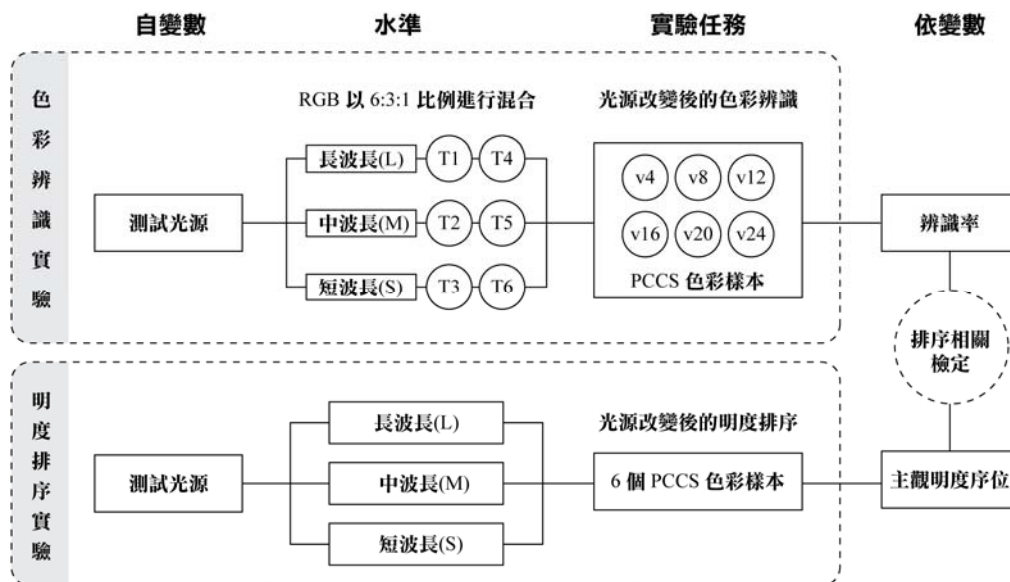 自變數 水準 實驗任務 依變數
色彩辨識實驗
RGB 以 6:3:1 比例進行混合
光源改變後的色彩辨識
測試光源
長波長(L) T1 T4
中波長(M) T2 T5
短波長(S) T3 T6
v4 v8 v12
v16 v20 v24
PCCS 色彩樣本
辨識率
排序相關
檢定
明度排序實驗
光源改變後的明度排序
測試光源
長波長(L)
中波長(M)
短波長(S)
6 個 PCCS 色彩樣本
主觀明度序位